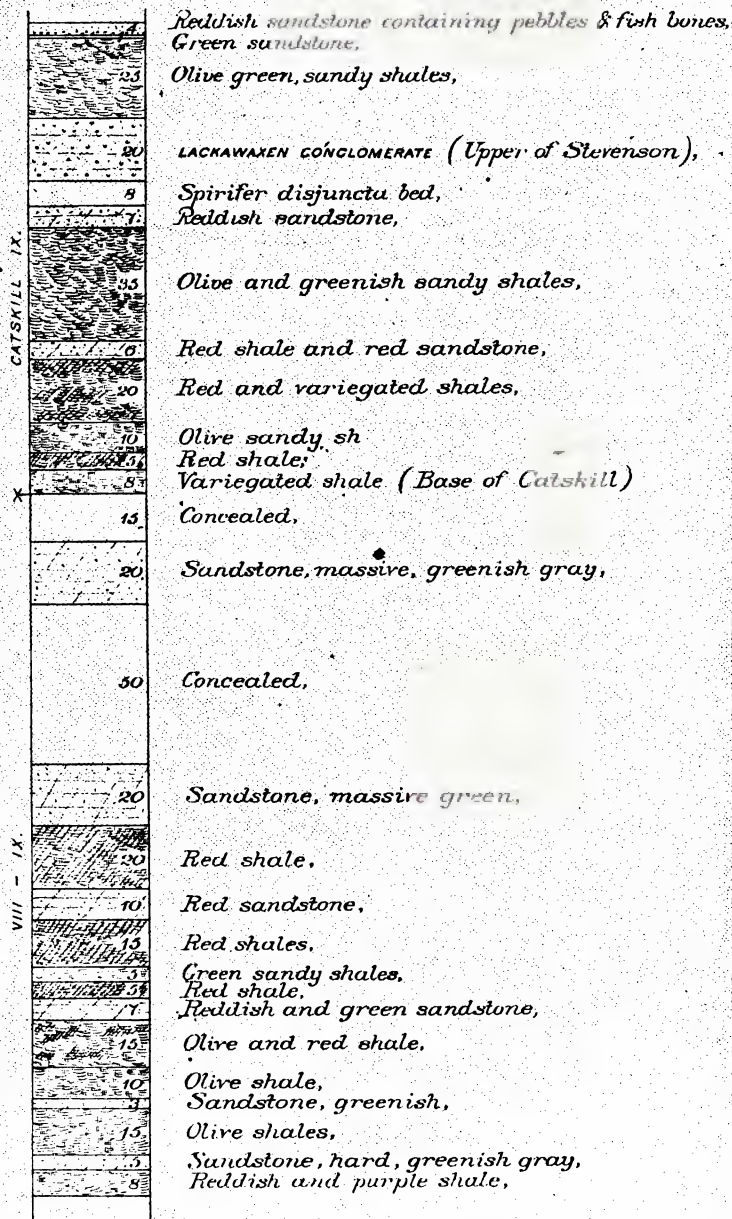 4 Reddish sandstone containing pebbles & fish bones,
Green sandstone,
25 Olive green, sandy shales,
20 LACKAWAXEN CONGLOMERATE (Upper of Stevenson),
8 Spirifer disjuncta bed,
7 Reddish sandstone,
CATSKILL IX.
35 Olive and greenish sandy shales,
6 Red shale and red sandstone,
20 Red and variegated shales,
10 Olive sandy sh
5 Red shale,
8 Variegated shale (Base of Catskill)
X
15 Concealed,
20 Sandstone, massive, greenish gray,
50 Concealed,
20 Sandstone, massive green,
VIII - IX.
20 Red shale,
10 Red sandstone,
15 Red shales,
5 Green sandy shales,
5 Red shale,
7 Reddish and green sandstone,
15 Olive and red shale,
10 Olive shale,
3 Sandstone, greenish,
15 Olive shales,
5 Sandstone, hard, greenish gray,
8 Reddish and purple shale,